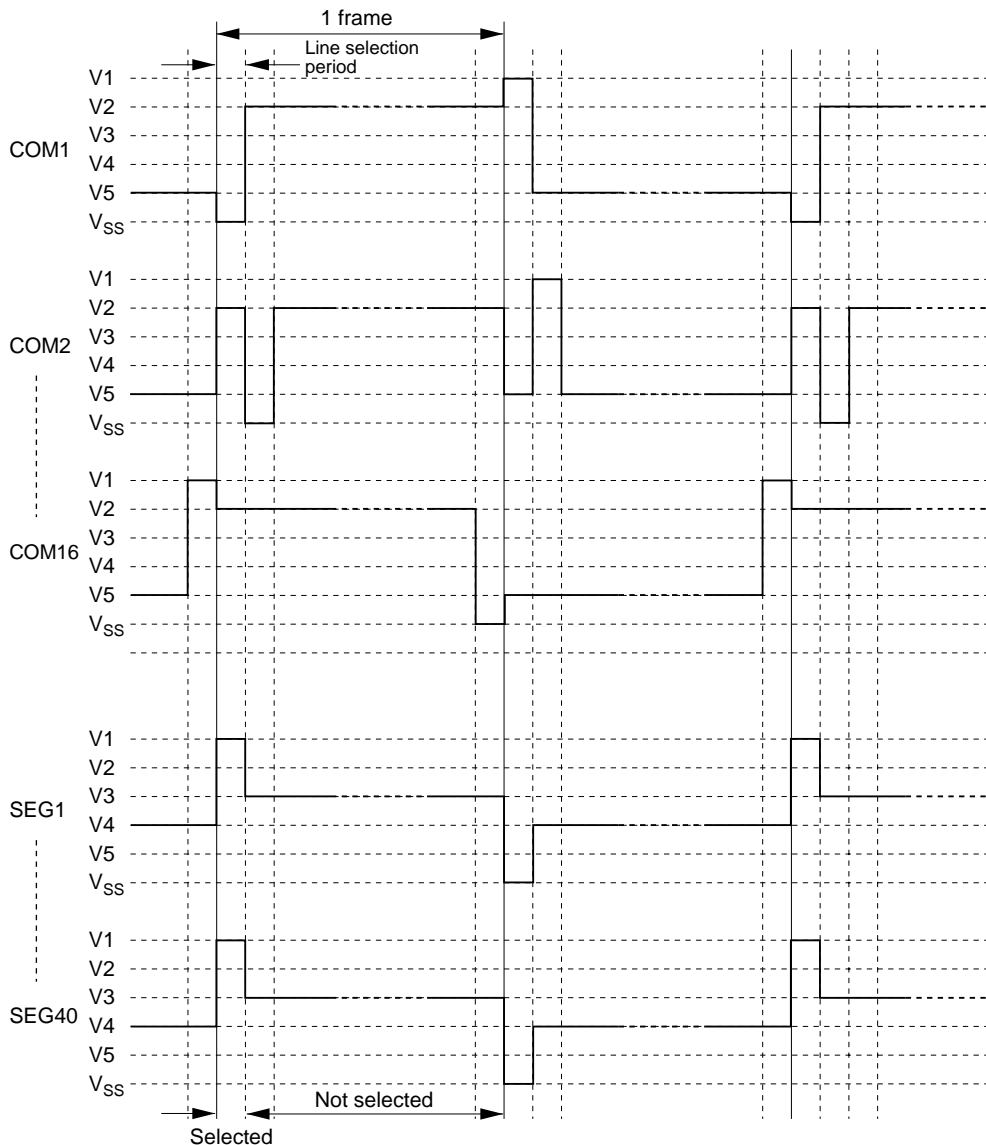 1 frame
Line selection
period
V1
V2
V3
COM1
V4
V5
VSS
V1
V2
V3
COM2
V4
V5
VSS
V1
V2
V3
COM16
V4
V5
VSS
V1
V2
V3
SEG1
V4
V5
VSS
V1
V2
V3
SEG40
V4
V5
VSS
Not selected
Selected